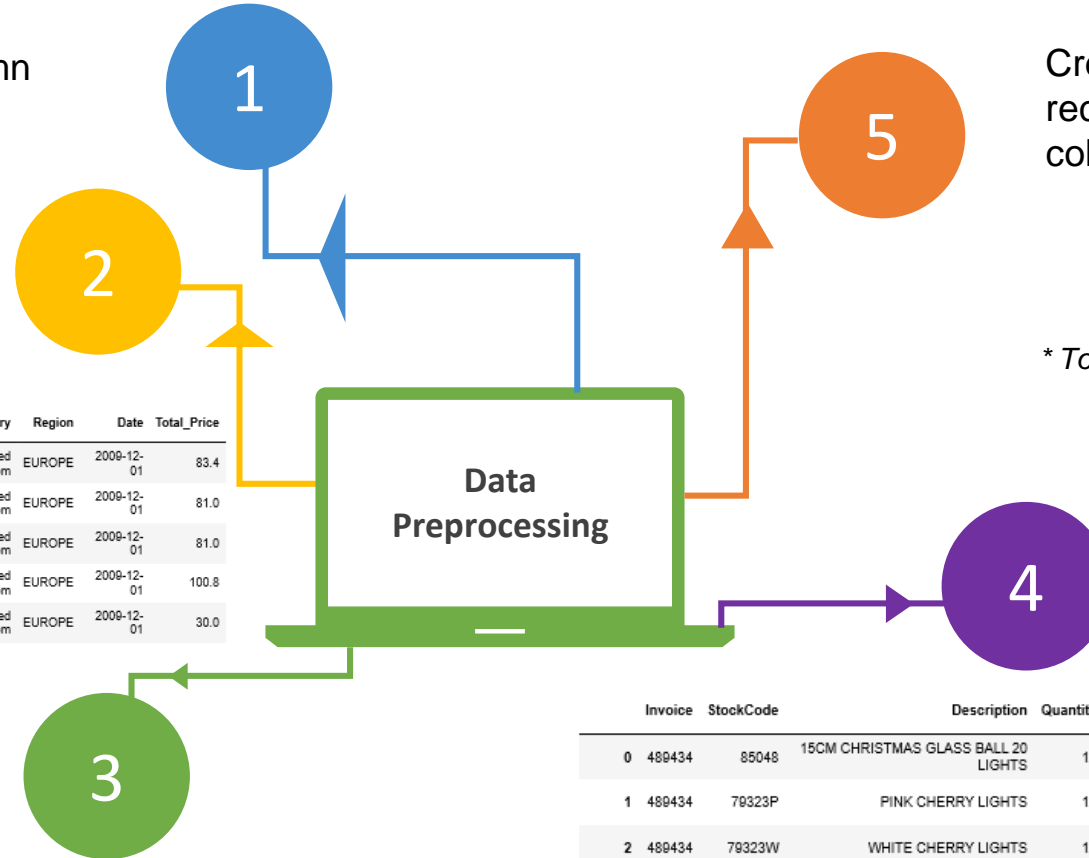 1
5
2
Region Date Total_Price
EUROPE 2009-12-
01 83.4
EUROPE 2009-12-
01 81.0
EUROPE 2009-12-
01 81.0
EUROPE 2009-12-
01 100.8
EUROPE 2009-12-
01 30.0
Data
Preprocessing
4
3
Invoice StockCode Description
0 489434 85048 15CM CHRISTMAS GLASS BALL 20
LIGHTS
1 489434 79323P PINK CHERRY LIGHTS
2 489434 79323W WHITE CHERRY LIGHTS